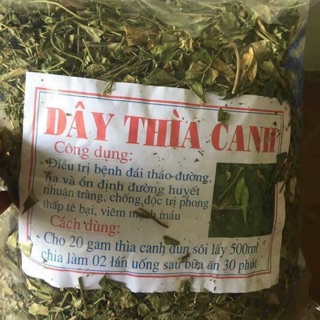 DÂY THÌA CANH
Công dụng:
- Điều trị bệnh đái tháo-đường,
hạ và ổn định đường huyết
nhuận tràng, chống độc trị phong
thấp tê bại, viêm mạch máu
Cách dùng:
- Cho 20 gam thìa canh đun sôi lấy 500ml
chia làm 02 lần uống sau bữa ăn 30 phút